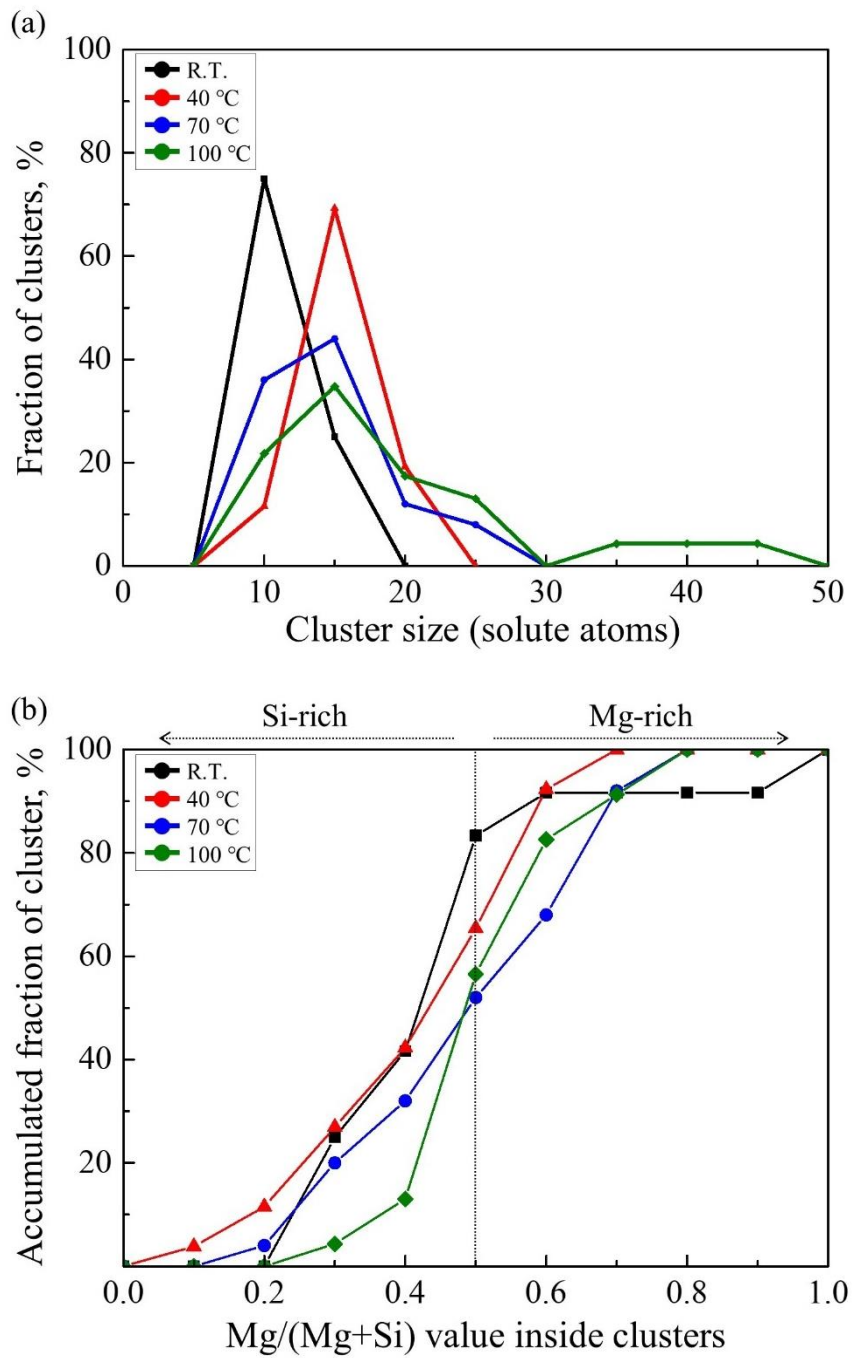 (a)
100
80
60
40
20
0
Fraction of clusters, %
R.T.
40 °C
70 °C
100 °C
0 10 20 30 40 50
Cluster size (solute atoms)
(b)
Si-rich Mg-rich
100
80
60
40
20
Accumulated fraction of cluster, %
R.T.
40 °C
70 °C
100 °C
0.0 0.2 0.4 0.6 0.8 1.0
Mg/(Mg+Si) value inside clusters